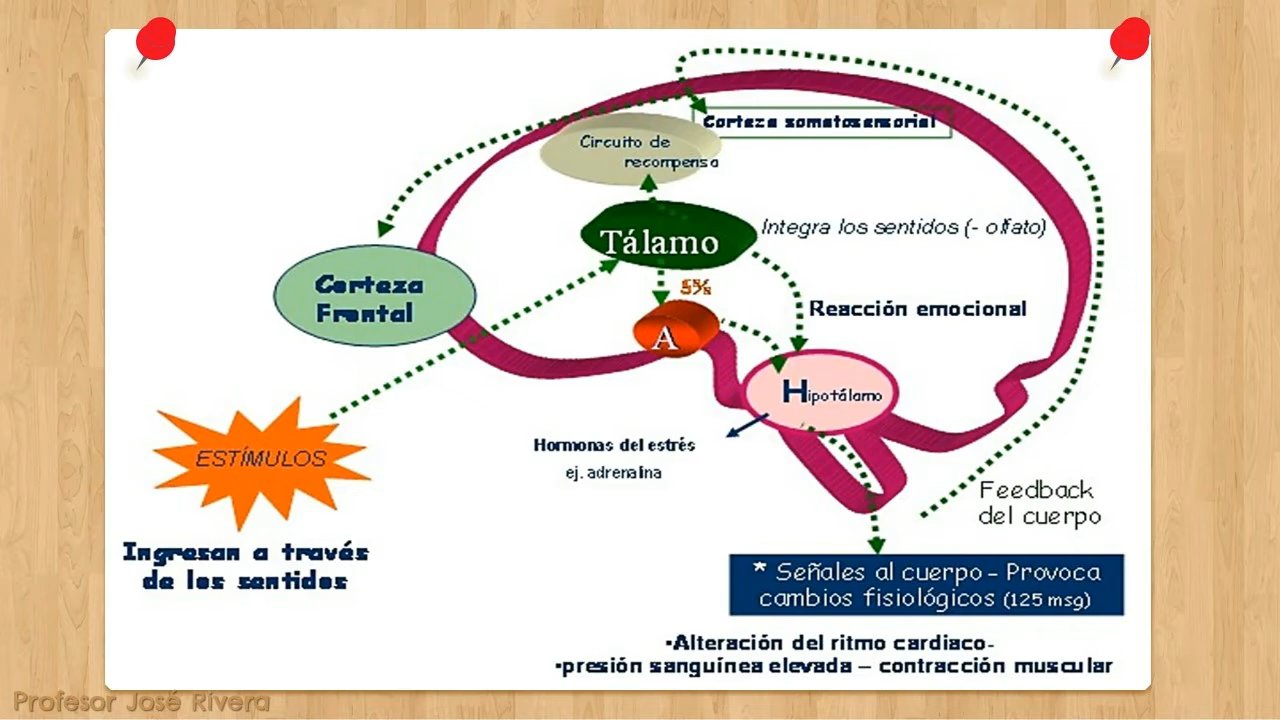 Corteza somatosensorial
Circuito de
recompensa
Integra los sentidos (- olfato)
Tálamo
Corteza
Frontal
5%
Reacción emocional
A
Hipotálamo
ESTÍMULOS
Hormonas del estrés
ej. adrenalina
Feedback
del cuerpo
Ingresan a través
de los sentidos
* Señales al cuerpo - Provoca
cambios fisiológicos (125 msg)
•Alteración del ritmo cardiaco-
•presión sanguínea elevada – contracción muscular
Profesor José Rivera